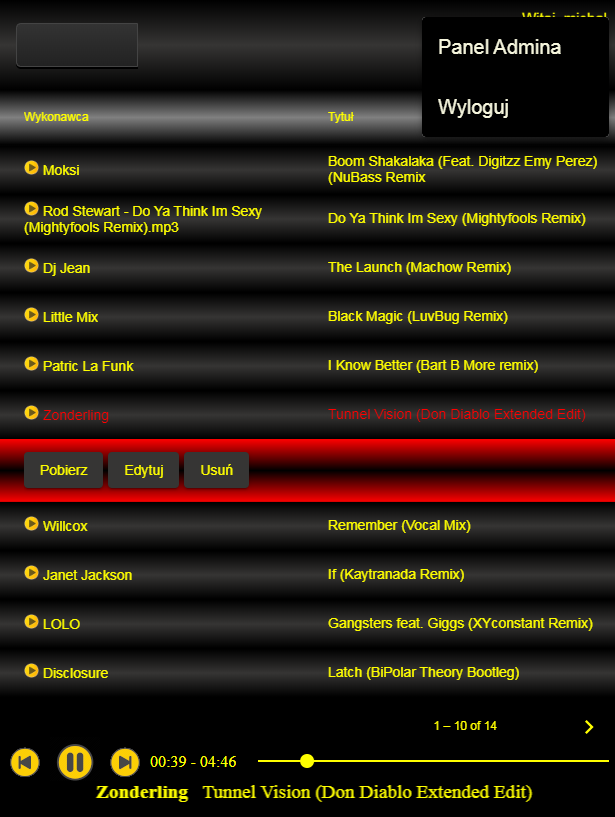 Panel Admina
Wyloguj
Wykonawca Tytuł
Moksi Boom Shakalaka (Feat. Digitzz Emy Perez)
(NuBass Remix
Rod Stewart - Do Ya Think Im Sexy Do Ya Think Im Sexy (Mightyfools Remix)
(Mightyfools Remix).mp3
Dj Jean The Launch (Machow Remix)
Little Mix Black Magic (LuvBug Remix)
Patric La Funk I Know Better (Bart B More remix)
Zonderling Tunnel Vision (Don Diablo Extended Edit)
Pobierz Edytuj Usuń
Willcox Remember (Vocal Mix)
Janet Jackson If (Kaytranada Remix)
LOLO Gangsters feat. Giggs (XYconstant Remix)
Disclosure Latch (BiPolar Theory Bootleg)
1 – 10 of 14
00:39 - 04:46
Zonderling Tunnel Vision (Don Diablo Extended Edit)